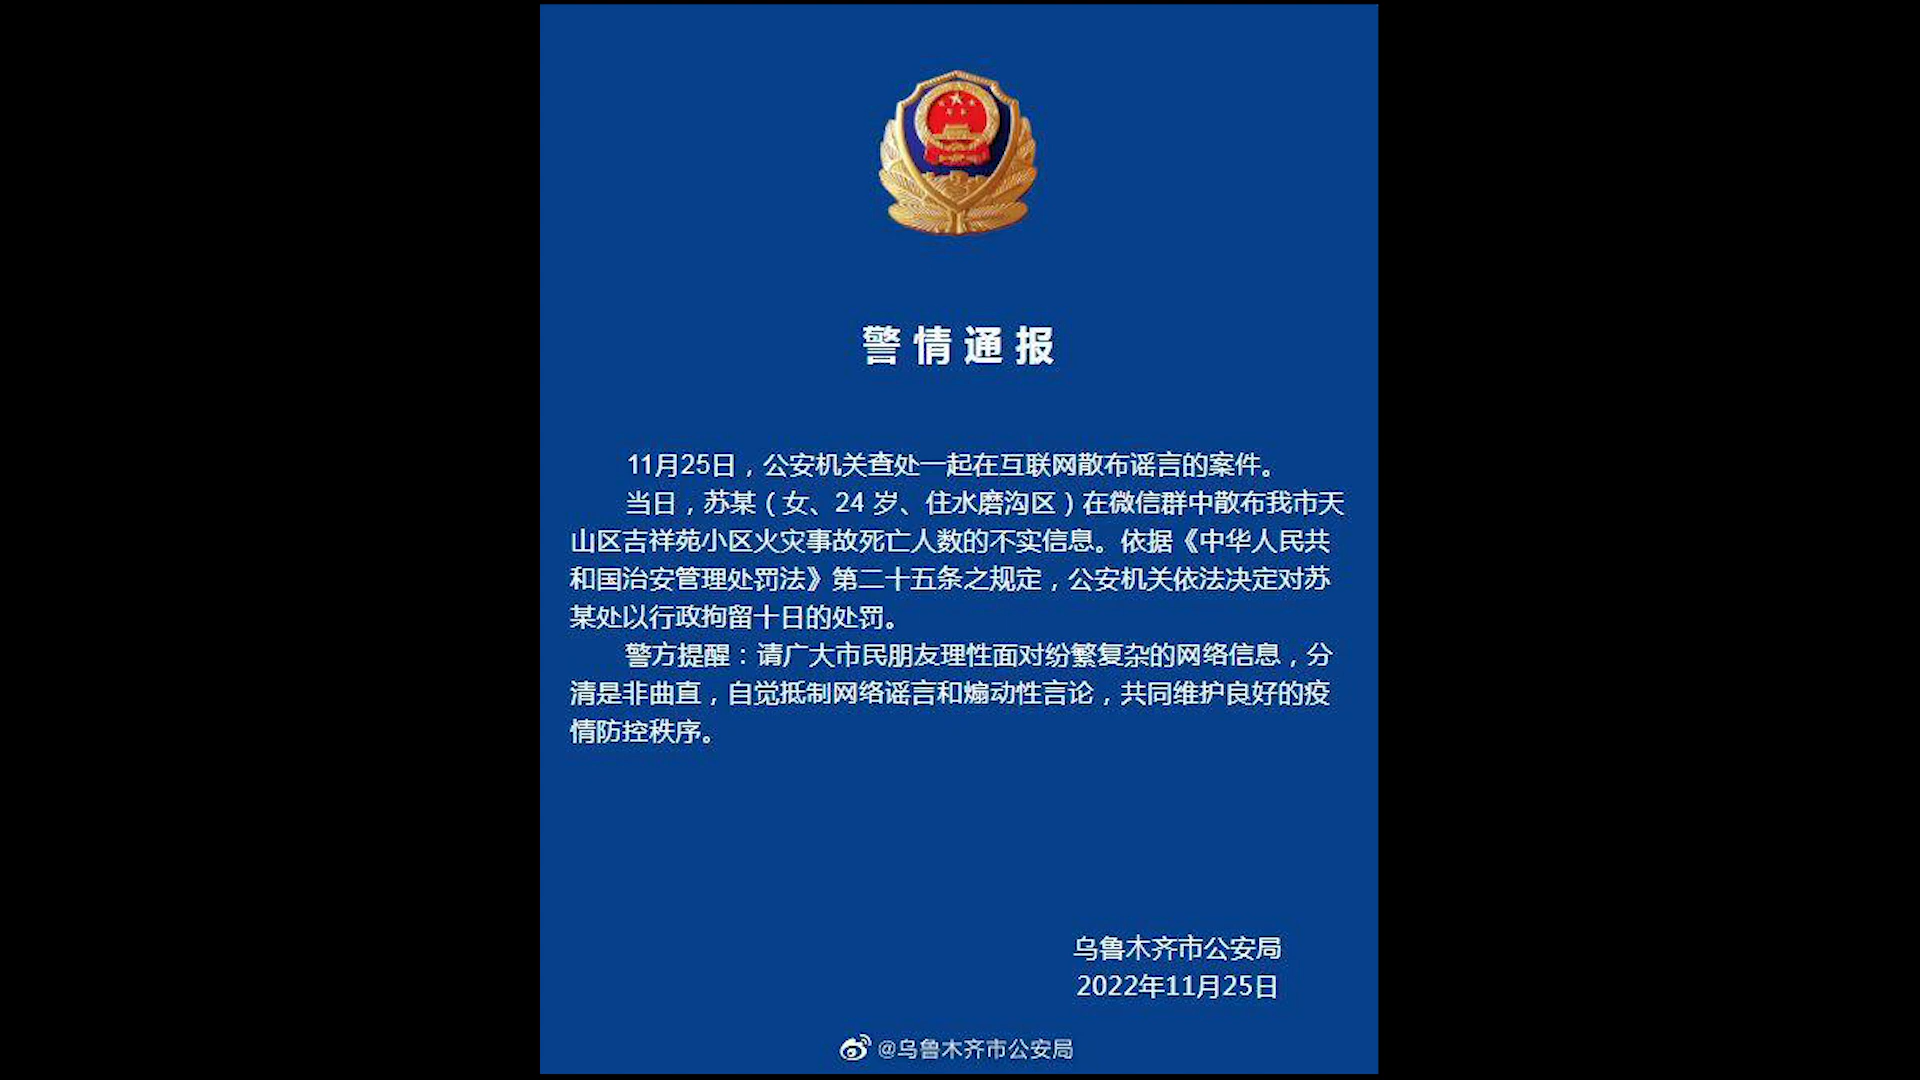 警情通报
11月25日，公安机关查处一起在互联网散布谣言的案件。
当日，苏某（女、24 岁、住水磨沟区）在微信群中散布我市天
山区吉祥苑小区火灾事故死亡人数的不实信息。依据《中华人民共
和国治安管理处罚法》第二十五条之规定，公安机关依法决定对苏
某处以行政拘留十日的处罚。
警方提醒：请广大市民朋友理性面对纷繁复杂的网络信息，分
清是非曲直，自觉抵制网络谣言和煽动性言论，共同维护良好的疫
情防控秩序。
乌鲁木齐市公安局
2022年11月25日
@乌鲁木齐市公安局